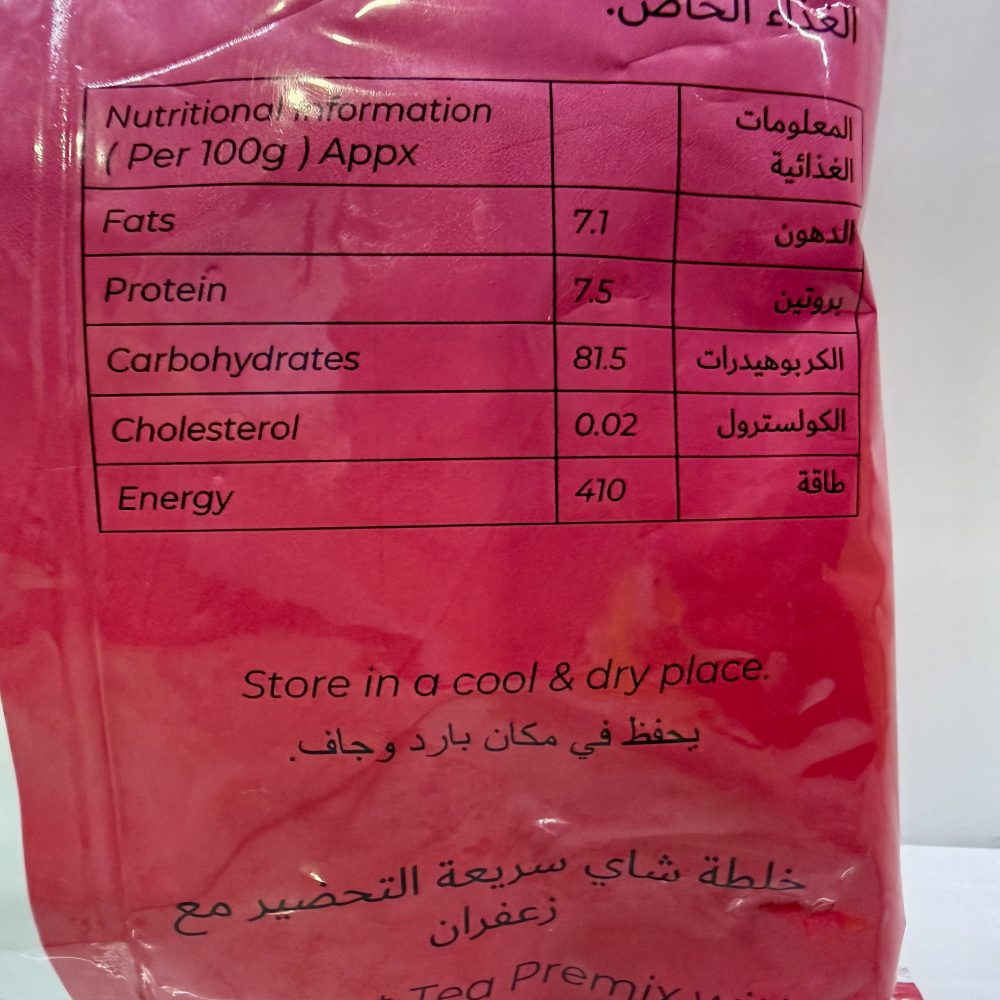 الغذاء الخاص.
Nutritional Information المعلومات
( Per 100g ) Appx الغذائية
Fats 7.1 الدهون
Protein 7.5 بروتين
Carbohydrates 81.5 الكربوهيدرات
Cholesterol 0.02 الكولسترول
Energy 410 طاقة
Store in a cool & dry place.
يحفظ في مكان بارد وجاف.
خلطة شاي سريعة التحضير مع
زعفران
Tea Premix